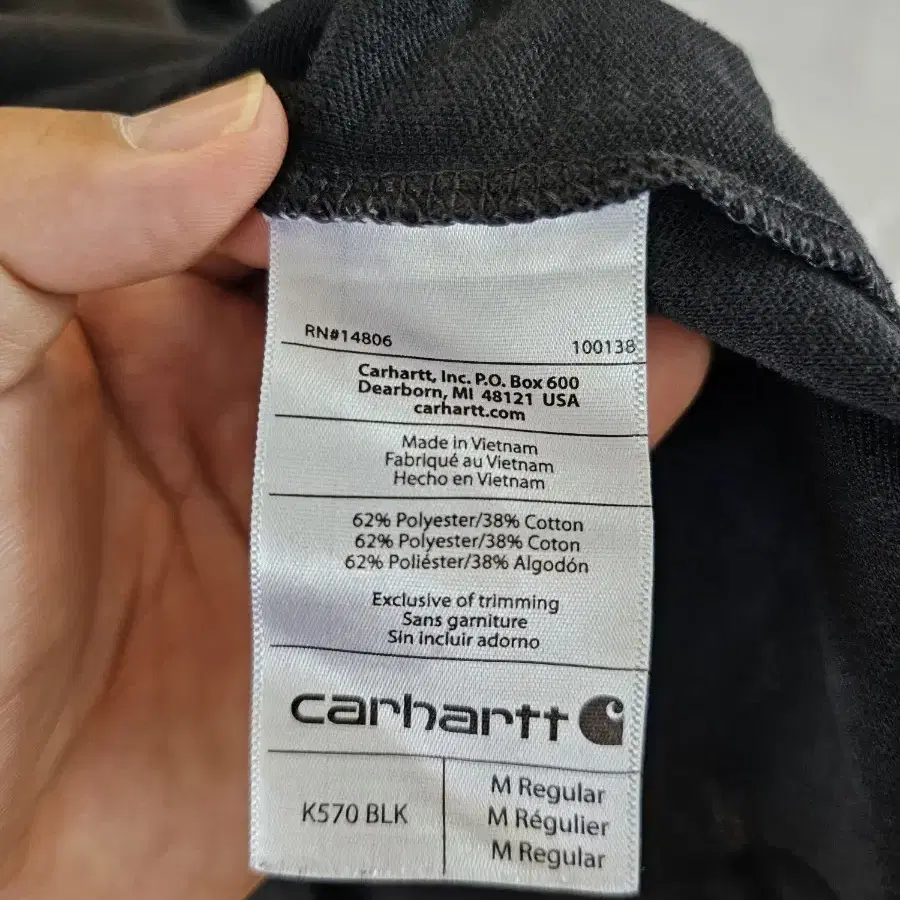 RN#14806 100138
Carhartt, Inc. P.O. Box 600
Dearborn, MI 48121 USA
carhartt.com
Made in Vietnam
Fabriqué au Vietnam
Hecho en Vietnam
62% Polyester/38% Cotton
62% Polyester/38% Coton
62% Poliéster/38% Algodón
Exclusive of trimming
Sans garniture
Sin incluir adorno
carhartt
K570 BLK
M Regular
M Régulier
M Regular